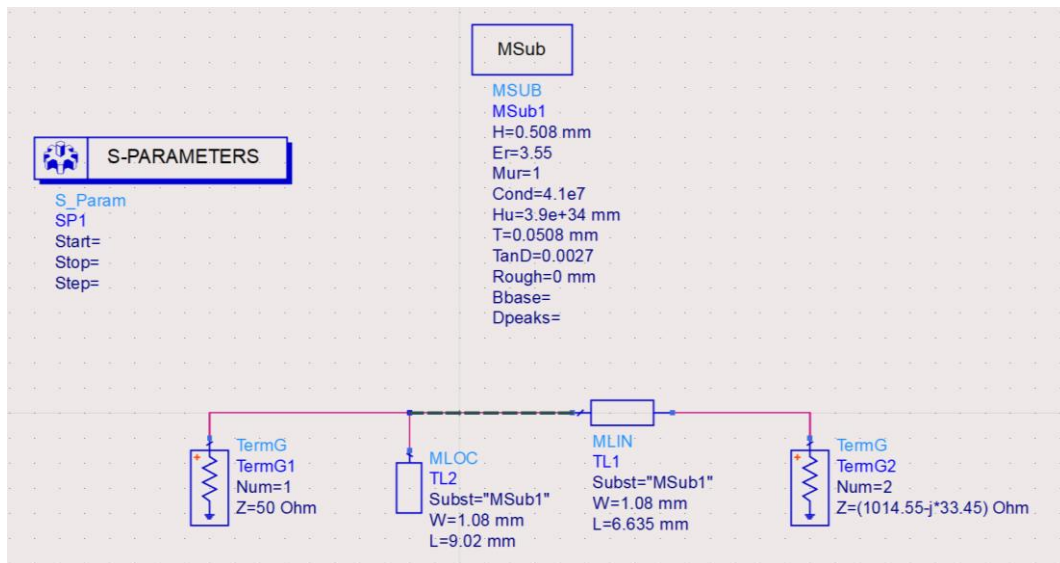 MSub
MSUB
MSub1
H=0.508 mm
Er=3.55
Mur=1
Cond=4.1e7
Hu=3.9e+34 mm
T=0.0508 mm
TanD=0.0027
Rough=0 mm
Bbase=
Dpeaks=
S-PARAMETERS
S_Param
SP1
Start=
Stop=
Step=
TermG
TermG1
Num=1
Z=50 Ohm
MLOC
TL2
Subst="MSub1"
W=1.08 mm
L=9.02 mm
MLIN
TL1
Subst="MSub1"
W=1.08 mm
L=6.635 mm
TermG
TermG2
Num=2
Z=(1014.55-j*33.45) Ohm